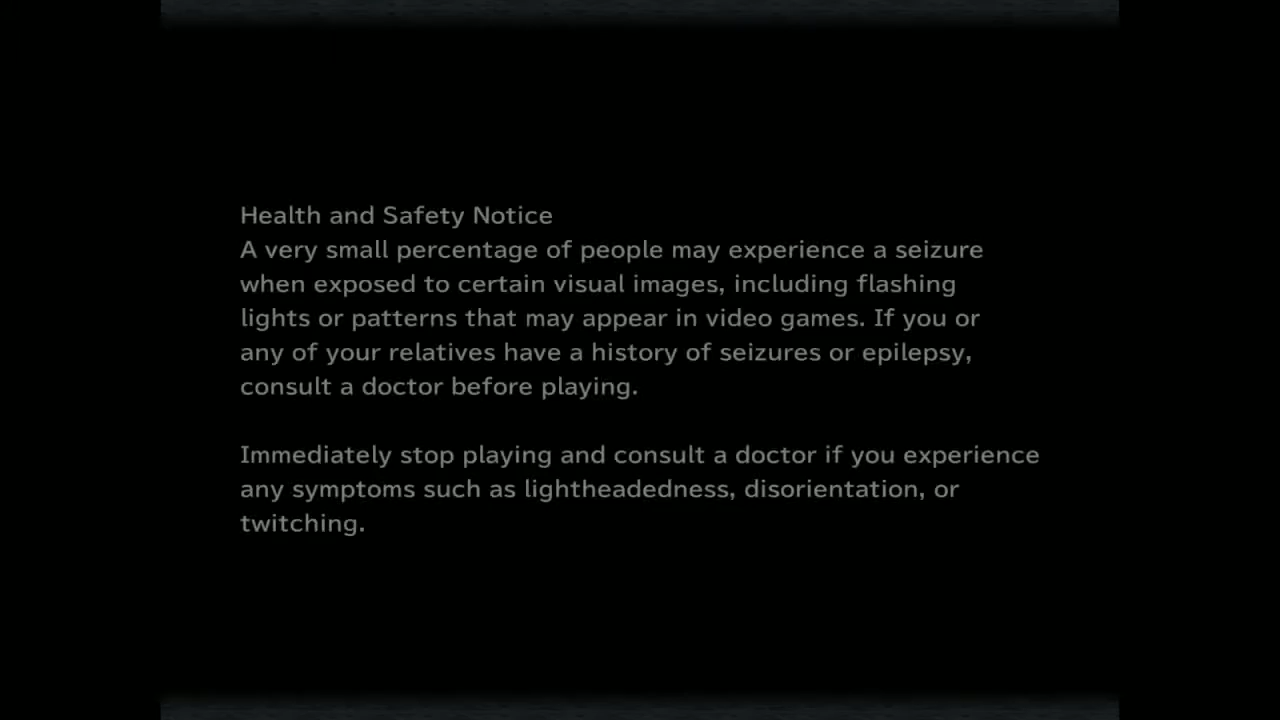 Health and Safety Notice
A very small percentage of people may experience a seizure
when exposed to certain visual images, including flashing
lights or patterns that may appear in video games. If you or
any of your relatives have a history of seizures or epilepsy,
consult a doctor before playing.
Immediately stop playing and consult a doctor if you experience
any symptoms such as lightheadedness, disorientation, or
twitching.